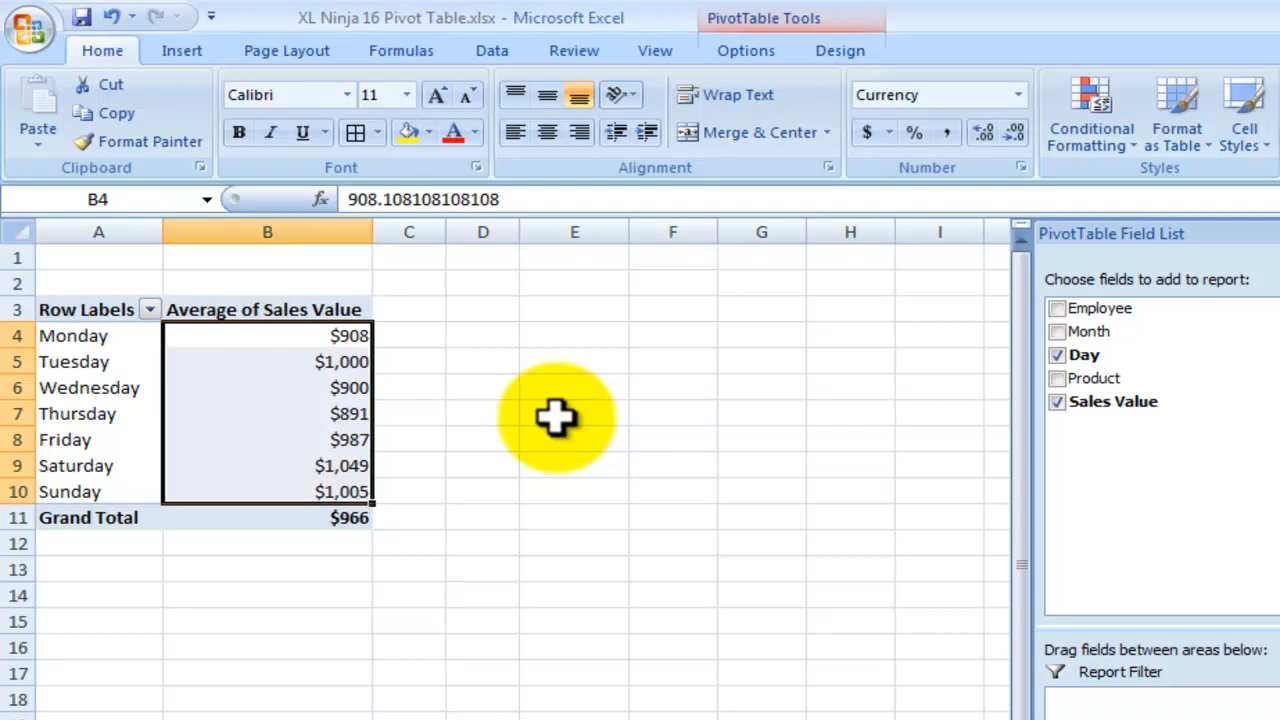 XL Ninja 16 Pivot Table.xlsx - Microsoft Excel
PivotTable Tools
Home Insert Page Layout Formulas Data Review View Options Design
Paste
Cut
Copy
Format Painter
Clipboard
Calibri 11 A A
B I U A
Font
Wrap Text
Merge & Center
Alignment
Currency
$ % ,
Number
Conditional Formatting
Format as Table
Cell Styles
Styles
B4 fx 908.108108108108
A B C D E F G H I
1
2
3 Row Labels Average of Sales Value
4 Monday $908
5 Tuesday $1,000
6 Wednesday $900
7 Thursday $891
8 Friday $987
9 Saturday $1,049
10 Sunday $1,005
11 Grand Total $966
12
13
14
15
16
17
18
PivotTable Field List
Choose fields to add to report:
Employee
Month
Day
Product
Sales Value
Drag fields between areas below:
Report Filter